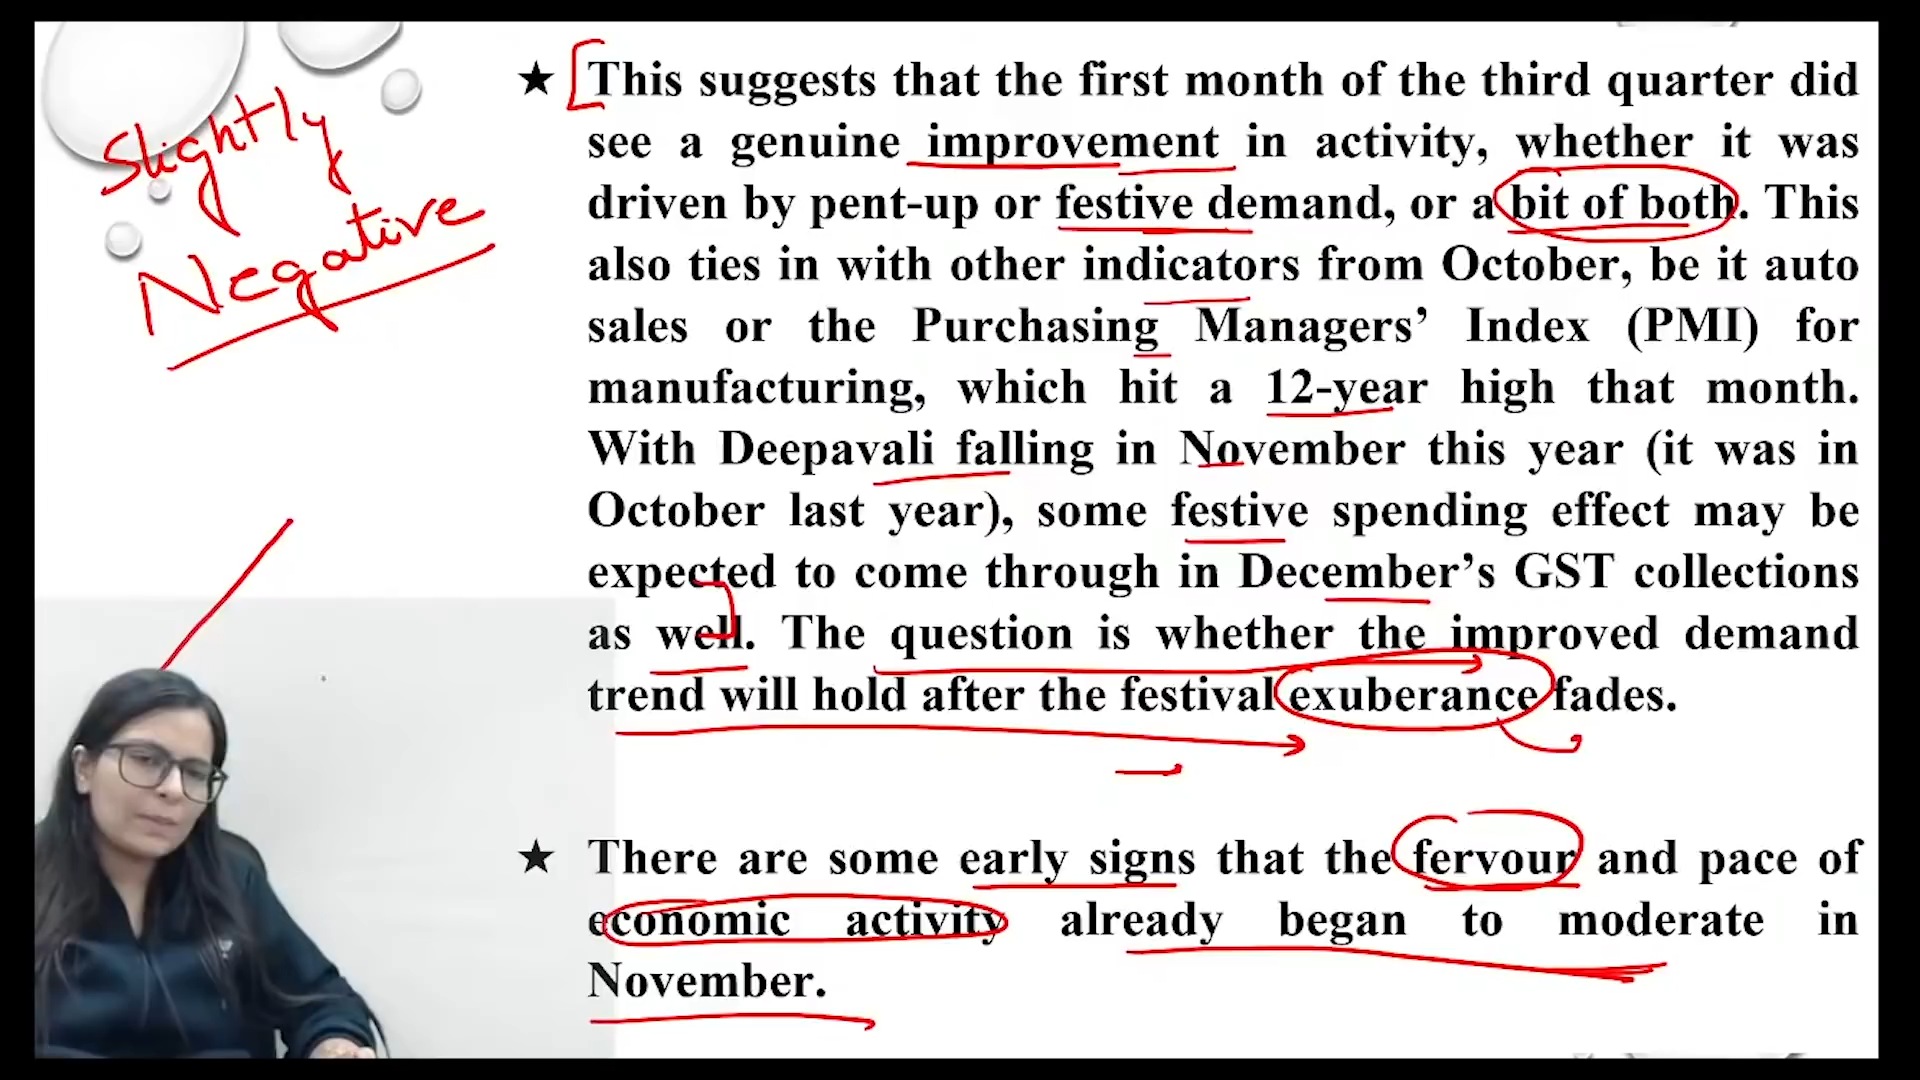 Slightly
Negative
★ This suggests that the first month of the third quarter did
see a genuine improvement in activity, whether it was
driven by pent-up or festive demand, or a bit of both. This
also ties in with other indicators from October, be it auto
sales or the Purchasing Managers’ Index (PMI) for
manufacturing, which hit a 12-year high that month.
With Deepavali falling in November this year (it was in
October last year), some festive spending effect may be
expected to come through in December’s GST collections
as well. The question is whether the improved demand
trend will hold after the festival exuberance fades.
★ There are some early signs that the fervour and pace of
economic activity already began to moderate in
November.